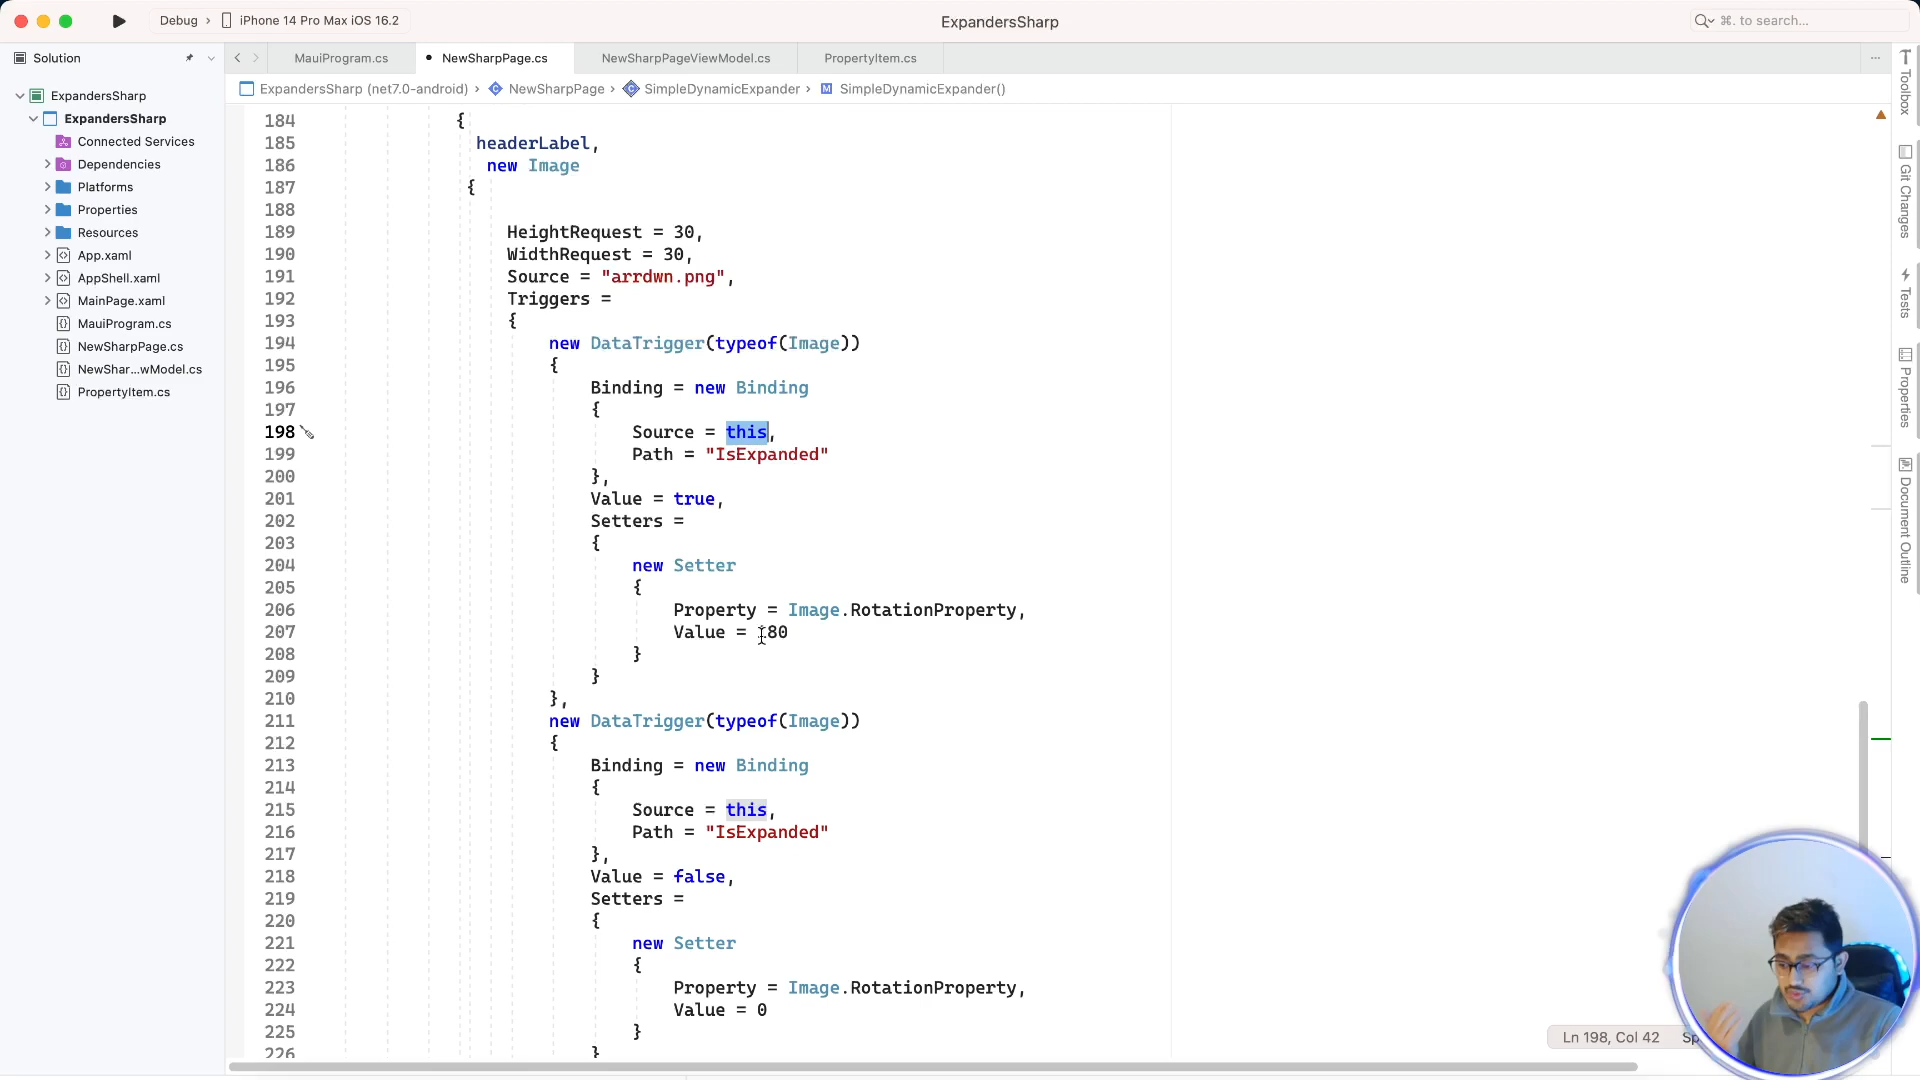 Debug › iPhone 14 Pro Max iOS 16.2
ExpandersSharp
⌘. to search...
Solution
MauiProgram.cs
NewSharpPage.cs
NewSharpPageViewModel.cs
PropertyItem.cs
ExpandersSharp (net7.0-android) › NewSharpPage › SimpleDynamicExpander › SimpleDynamicExpander()
ExpandersSharp
ExpandersSharp
Connected Services
Dependencies
Platforms
Properties
Resources
App.xaml
AppShell.xaml
MainPage.xaml
MauiProgram.cs
NewSharpPage.cs
NewShar...wModel.cs
PropertyItem.cs
184 {
185 headerLabel,
186 new Image
187 {
188
189 HeightRequest = 30,
190 WidthRequest = 30,
191 Source = "arrdwn.png",
192 Triggers =
193 {
194 new DataTrigger(typeof(Image))
195 {
196 Binding = new Binding
197 {
198 Source = this,
199 Path = "IsExpanded"
200 },
201 Value = true,
202 Setters =
203 {
204 new Setter
205 {
206 Property = Image.RotationProperty,
207 Value = 180
208 }
209 }
210 },
211 new DataTrigger(typeof(Image))
212 {
213 Binding = new Binding
214 {
215 Source = this,
216 Path = "IsExpanded"
217 },
218 Value = false,
219 Setters =
220 {
221 new Setter
222 {
223 Property = Image.RotationProperty,
224 Value = 0
225 }
226 }
Toolbox
Git Changes
Tests
Properties
Document Outline
Ln 198, Col 42